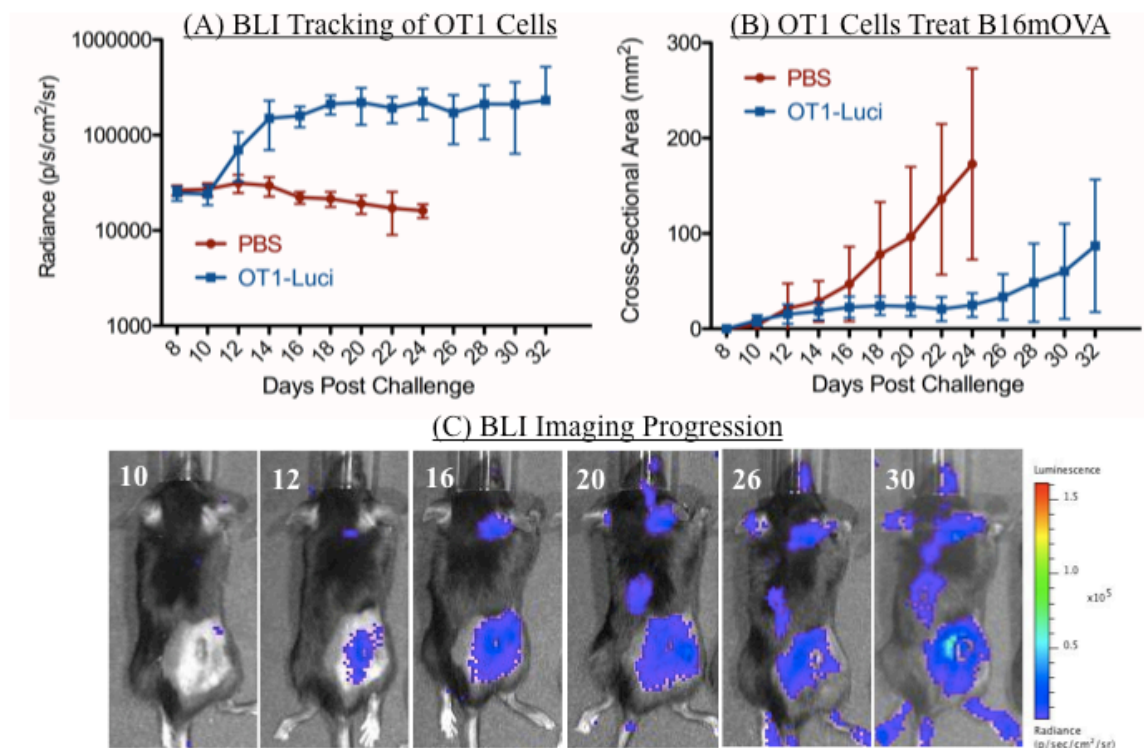 (A) BLI Tracking of OT1 Cells
1000000
100000
10000
1000
Radiance (p/s/cm²/sr)
PBS
OT1-Luci
8 10 12 14 16 18 20 22 24 26 28 30 32
Days Post Challenge
(B) OT1 Cells Treat B16mOVA
300
200
100
0
Cross-Sectional Area (mm²)
PBS
OT1-Luci
8 10 12 14 16 18 20 22 24 26 28 30 32
Days Post Challenge
(C) BLI Imaging Progression
10 12 16 20 26 30
Luminescence
1.5
1.0
x10⁵
0.5
Radiance
(p/sec/cm²/sr)